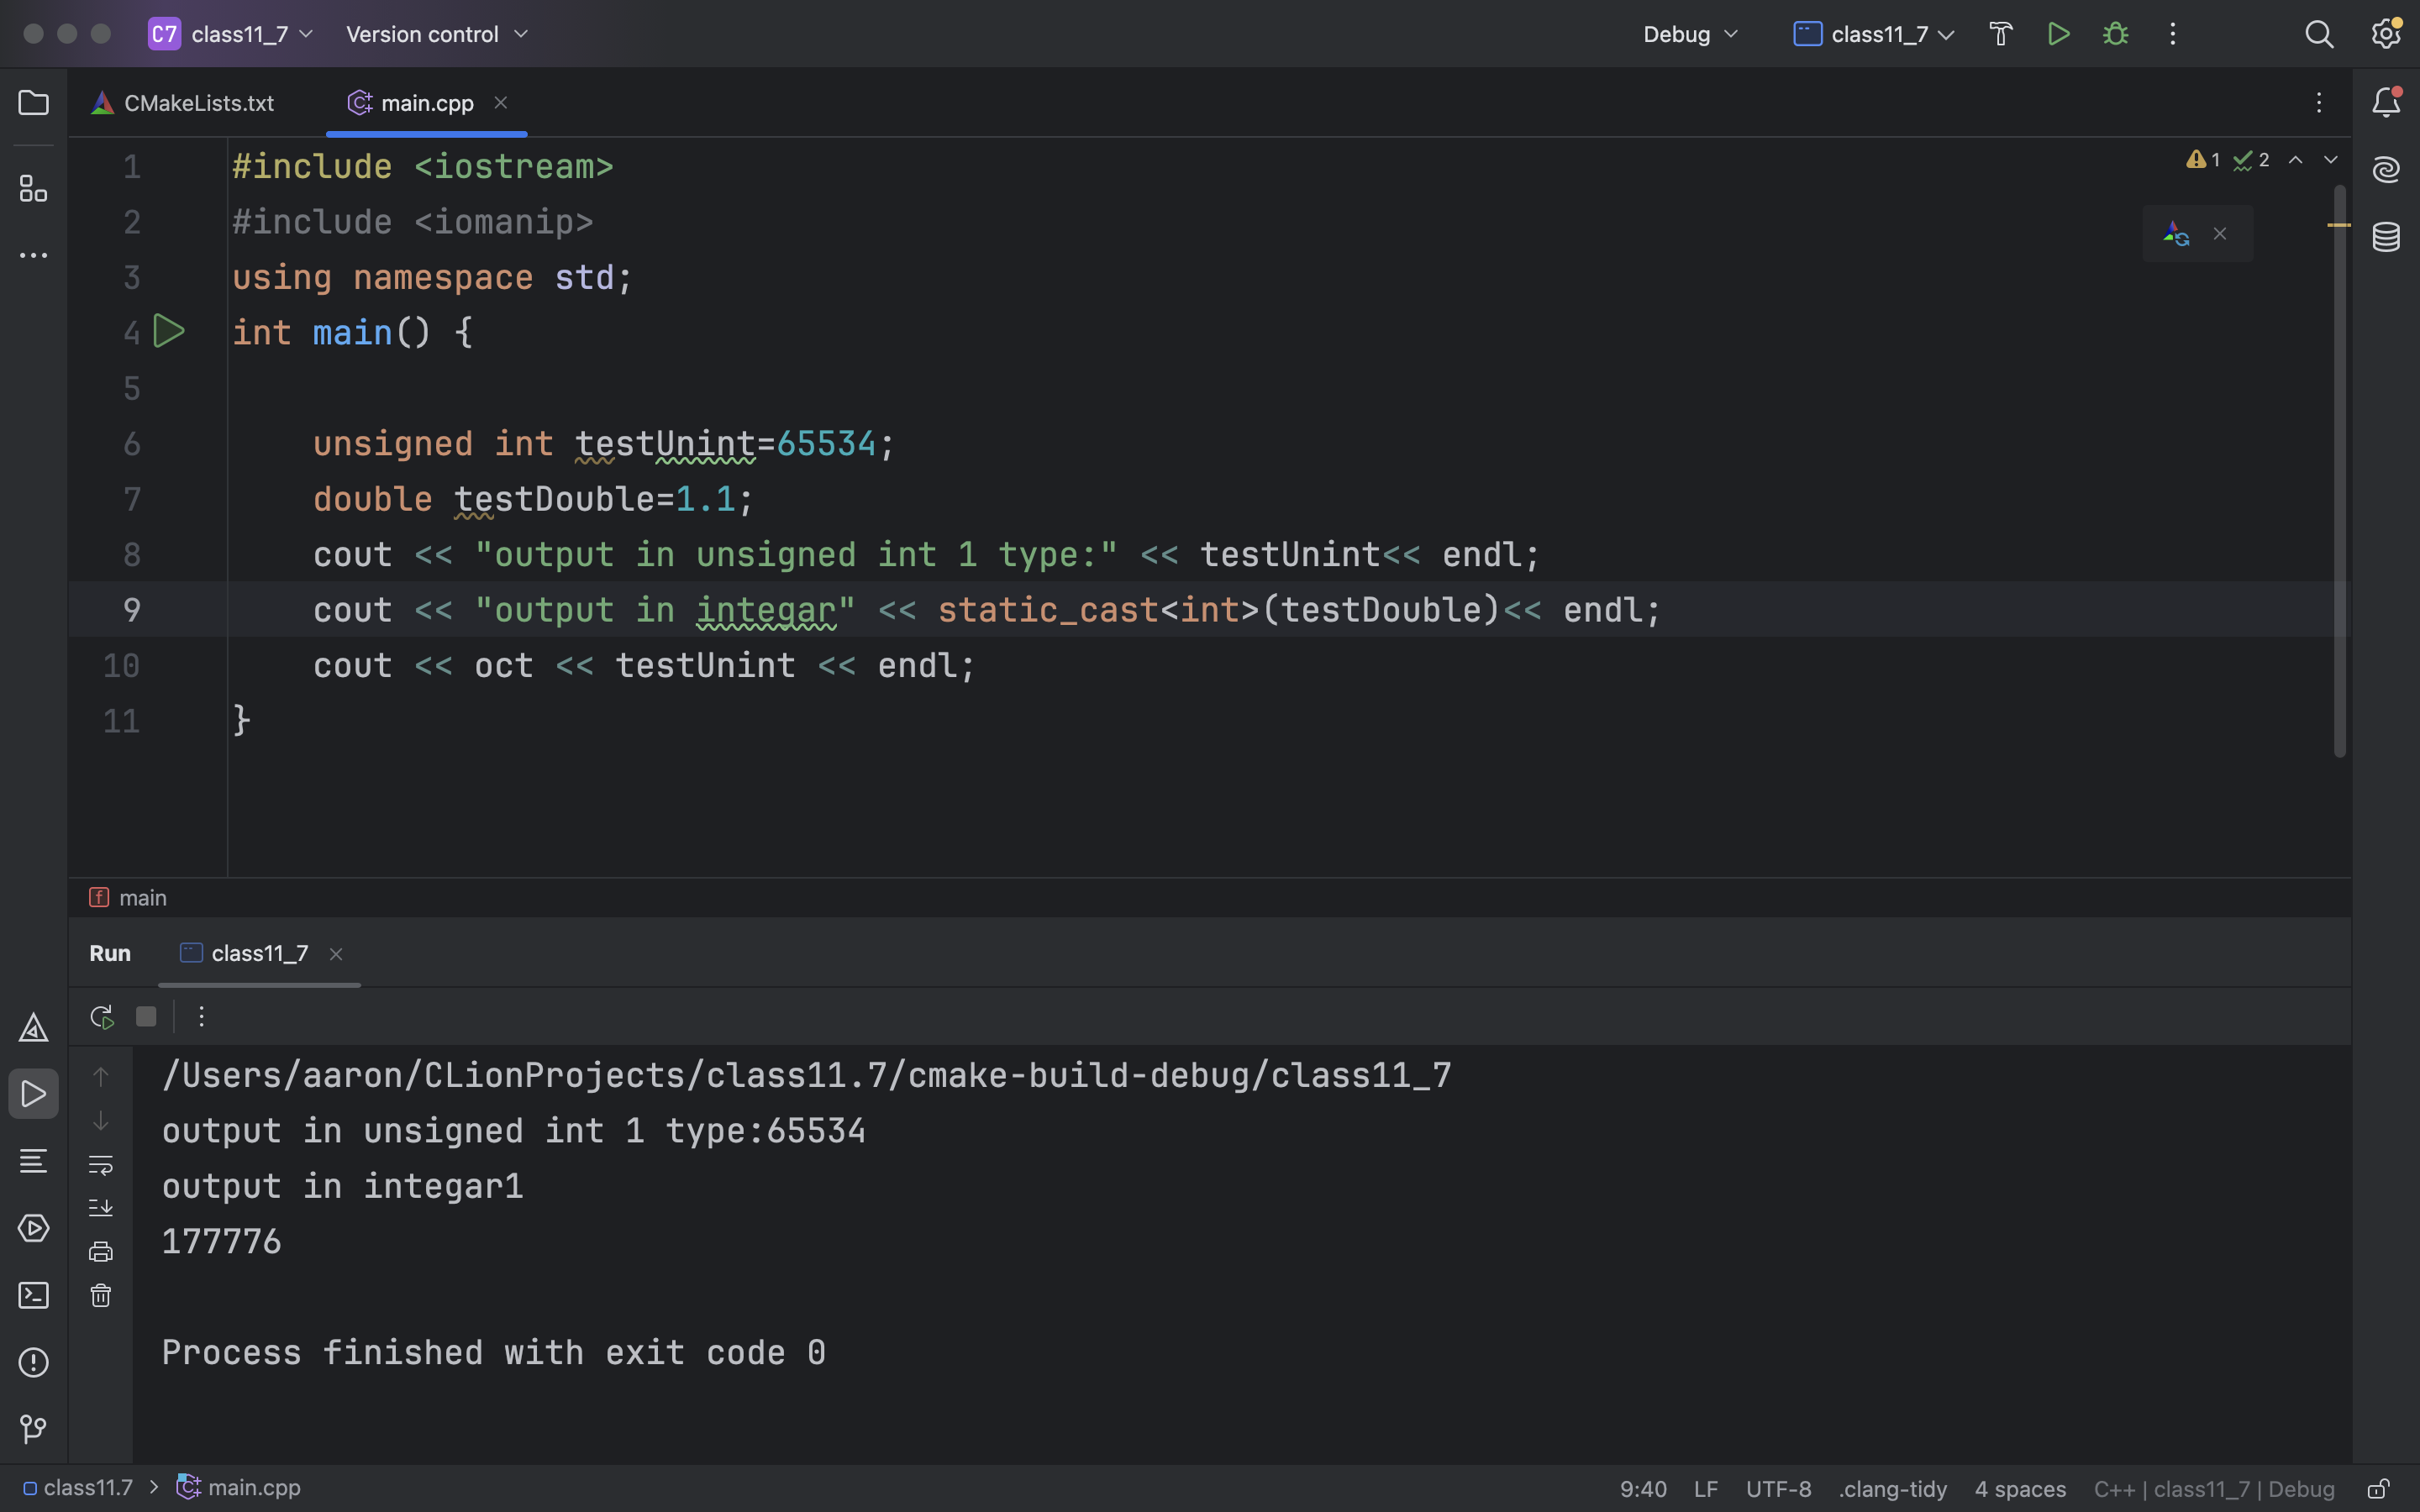 C7 class11_7 Version control Debug class11_7
CMakeLists.txt main.cpp
1 #include <iostream> 1 2
2 #include <iomanip>
3 using namespace std;
4 int main() {
5
6 unsigned int testUnint=65534;
7 double testDouble=1.1;
8 cout << "output in unsigned int 1 type:" << testUnint<< endl;
9 cout << "output in integar" << static_cast<int>(testDouble)<< endl;
10 cout << oct << testUnint << endl;
11 }
f main
Run class11_7
/Users/aaron/CLionProjects/class11.7/cmake-build-debug/class11_7
output in unsigned int 1 type:65534
output in integar1
177776
Process finished with exit code 0
class11.7 > main.cpp 9:40 LF UTF-8 .clang-tidy 4 spaces C++ | class11_7 | Debug